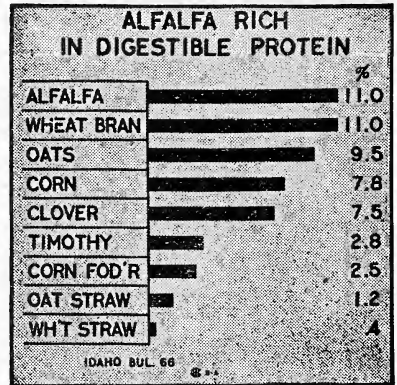 ALFALFA RICH
IN DIGESTIBLE PROTEIN
%
ALFALFA 11.0
WHEAT BRAN 11.0
OATS 9.5
CORN 7.8
CLOVER 7.5
TIMOTHY 2.8
CORN FOD'R 2.5
OAT STRAW 1.2
WH'T STRAW .4
IDAHO BUL. 66